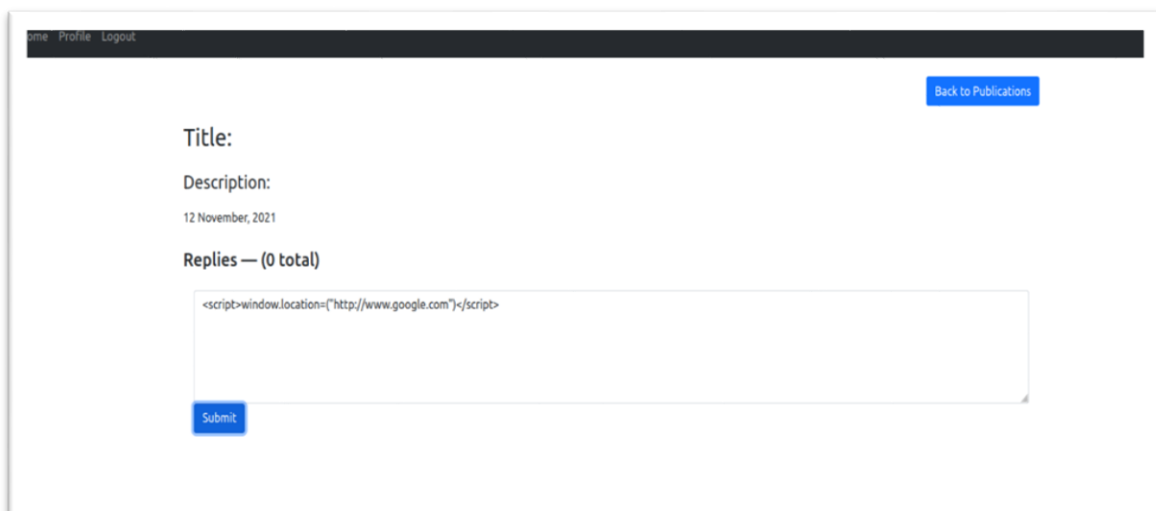 ome Profile Logout
Back to Publications
Title:
Description:
12 November, 2021
Replies — (0 total)
<script>window.location=("http://www.google.com")</script>
Submit